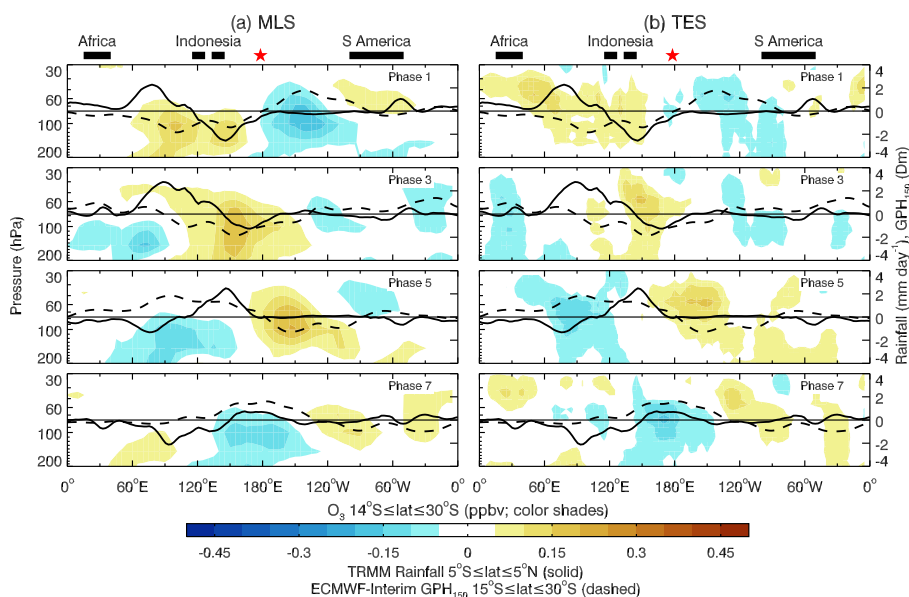 (a) MLS
(b) TES
Africa
Indonesia
S America
Africa
Indonesia
S America
Pressure (hPa)
30
60
100
200
Phase 1
30
60
100
200
Phase 3
30
60
100
200
Phase 5
30
60
100
200
Phase 7
Phase 1
4
2
0
-2
-4
Phase 3
2
0
-2
-4
Phase 5
2
0
-2
-4
Phase 7
4
2
0
-2
-4
Rainfall (mm day⁻¹), GPH₁₅₀ (Dm)
0° 60°E 120°E 180°E 120°W 60°W 0°
0° 60°E 120°E 180°E 120°W 60°W 0°
O₃ 14°S≤lat≤30°S (ppbv; color shades)
-0.45 -0.3 -0.15 0 0.15 0.3 0.45
TRMM Rainfall 5°S≤lat≤5°N (solid)
ECMWF-Interim GPH₁₅₀ 15°S≤lat≤30°S (dashed)